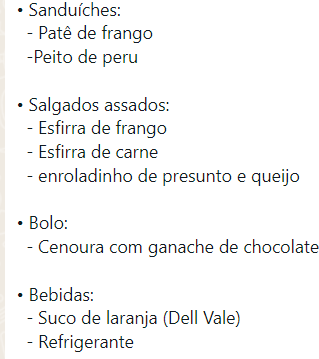 • Sanduíches:
- Patê de frango
-Peito de peru
• Salgados assados:
- Esfirra de frango
- Esfirra de carne
- enroladinho de presunto e queijo
• Bolo:
- Cenoura com ganache de chocolate
• Bebidas:
- Suco de laranja (Dell Vale)
- Refrigerante